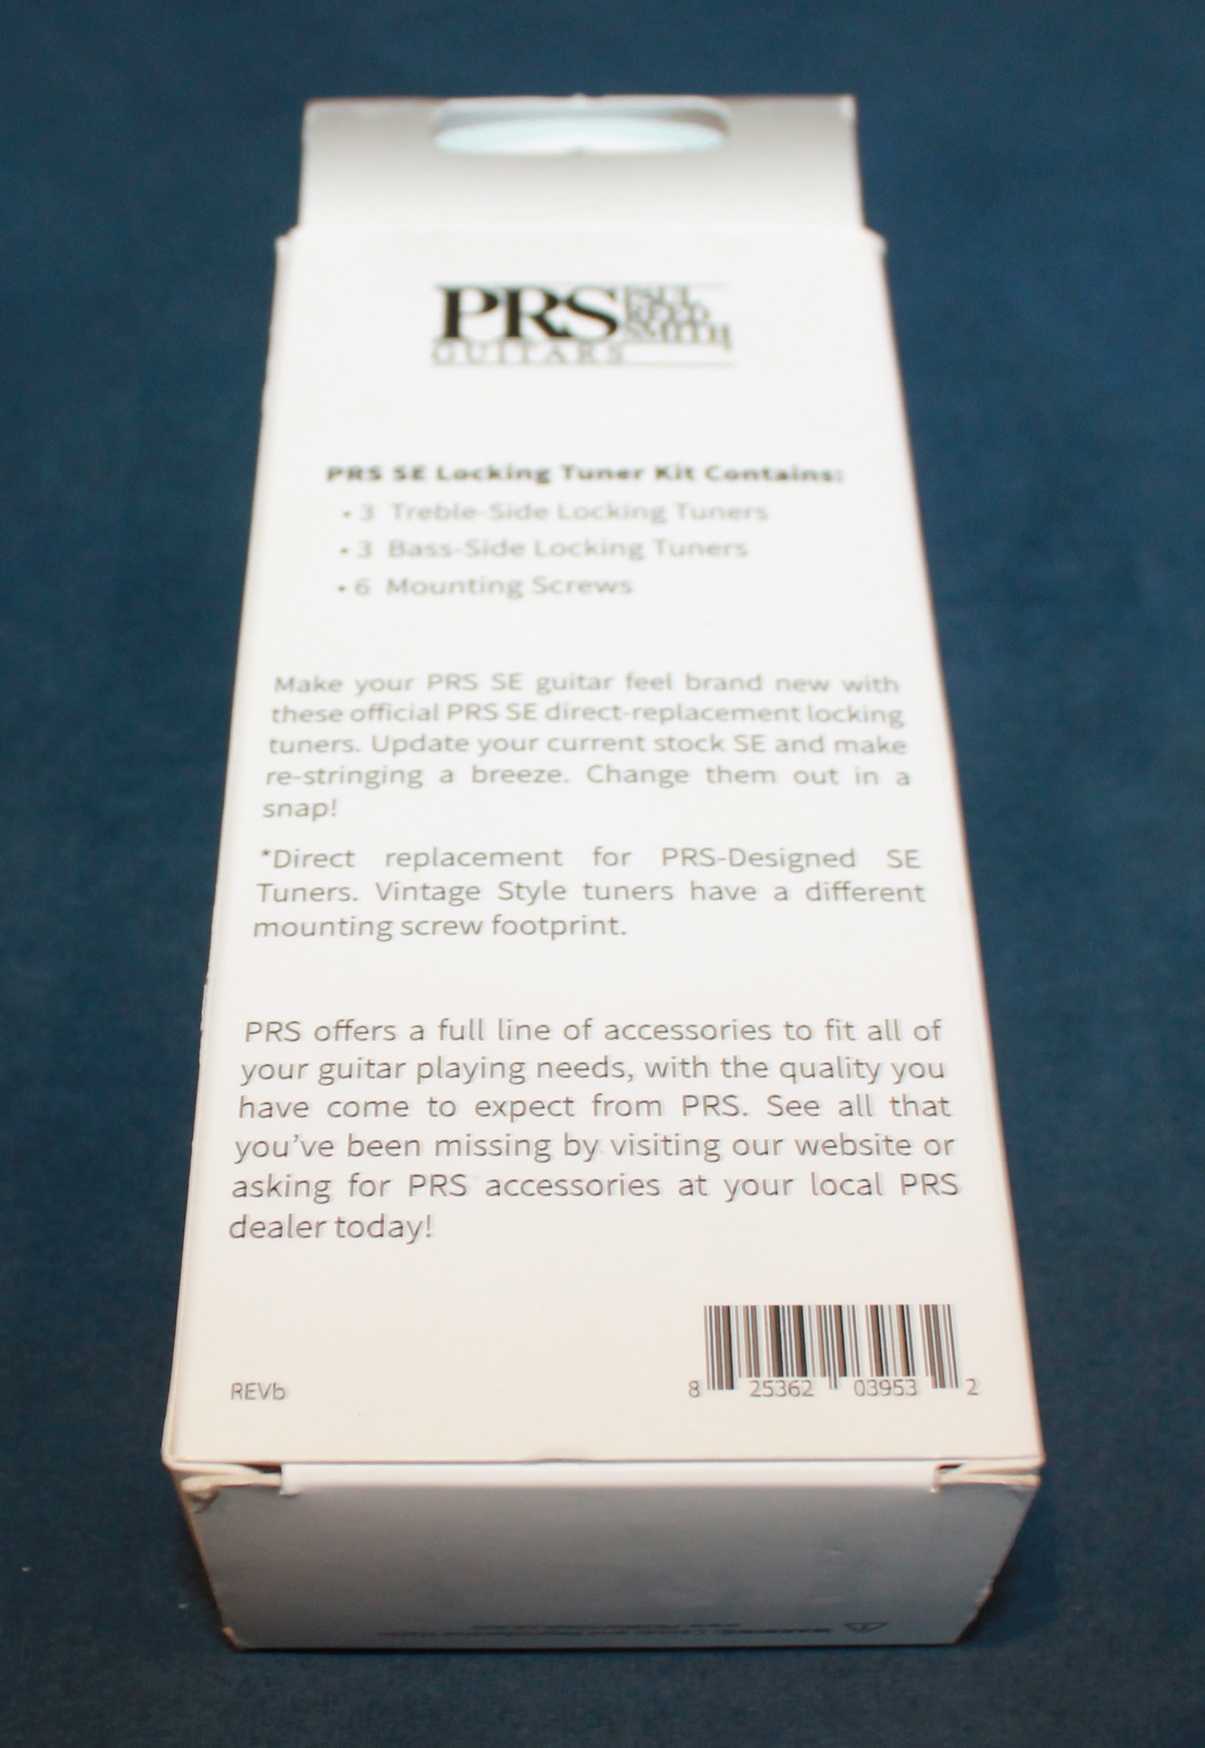 PRS PAUL
REED
SMITH
GUITARS
PRS SE Locking Tuner Kit Contains:
• 3 Treble-Side Locking Tuners
• 3 Bass-Side Locking Tuners
• 6 Mounting Screws
Make your PRS SE guitar feel brand new with
these official PRS SE direct-replacement locking
tuners. Update your current stock SE and make
re-stringing a breeze. Change them out in a
snap!
*Direct replacement for PRS-Designed SE
Tuners. Vintage Style tuners have a different
mounting screw footprint.
PRS offers a full line of accessories to fit all of
your guitar playing needs, with the quality you
have come to expect from PRS. See all that
you've been missing by visiting our website or
asking for PRS accessories at your local PRS
dealer today!
REVb
8 25362 03953 2
WARNING: Cancer and Reproductive Harm